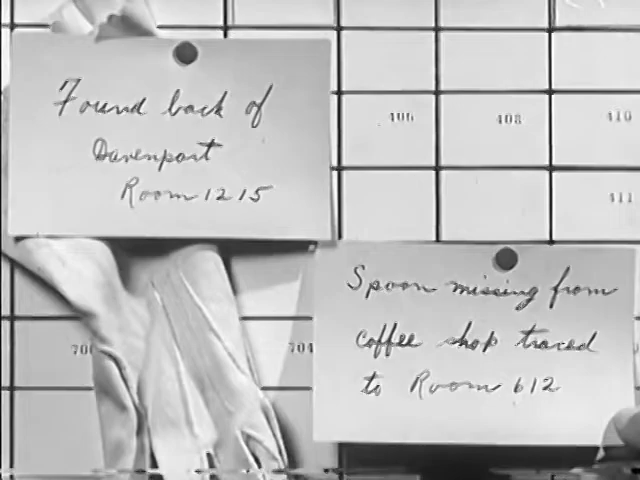 Found back of
Davenport
Room 1215
Spoon missing from
coffee shop traced
to Room 612
406
408
410
411
704